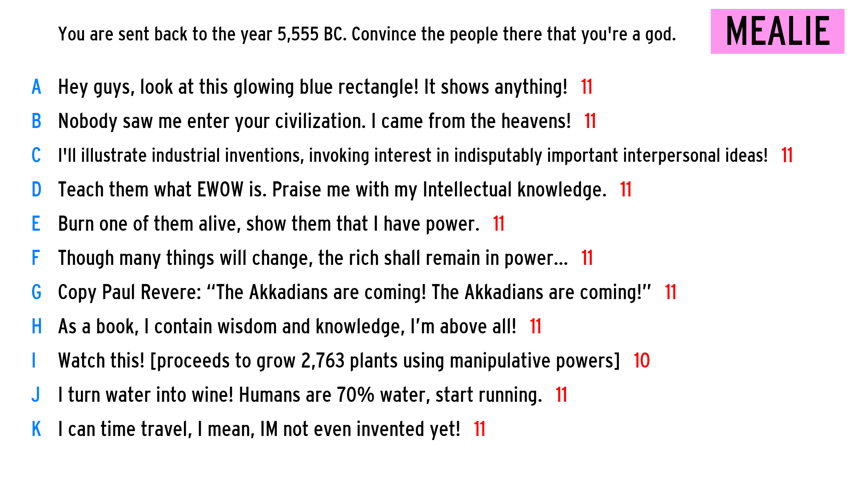 You are sent back to the year 5,555 BC. Convince the people there that you're a god. MEALIE
A Hey guys, look at this glowing blue rectangle! It shows anything! 11
B Nobody saw me enter your civilization. I came from the heavens! 11
C I'll illustrate industrial inventions, invoking interest in indisputably important interpersonal ideas! 11
D Teach them what EWOW is. Praise me with my Intellectual knowledge. 11
E Burn one of them alive, show them that I have power. 11
F Though many things will change, the rich shall remain in power... 11
G Copy Paul Revere: “The Akkadians are coming! The Akkadians are coming!” 11
H As a book, I contain wisdom and knowledge, I’m above all! 11
I Watch this! [proceeds to grow 2,763 plants using manipulative powers] 10
J I turn water into wine! Humans are 70% water, start running. 11
K I can time travel, I mean, IM not even invented yet! 11